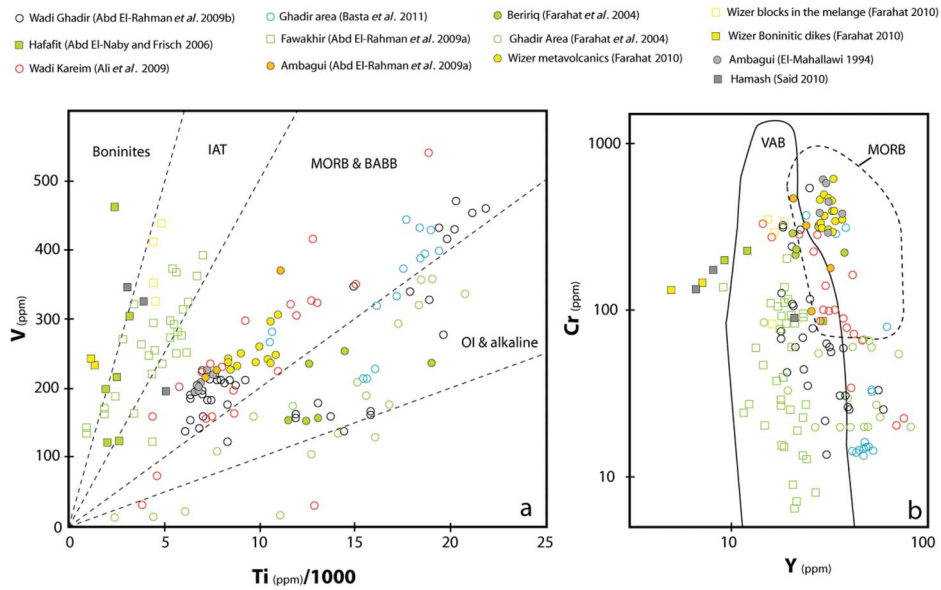 Wadi Ghadir (Abd El-Rahman et al. 2009b)
Hafafit (Abd El-Naby and Frisch 2006)
Wadi Kareim (Ali et al. 2009)
Ghadir area (Basta et al. 2011)
Fawakhir (Abd El-Rahman et al. 2009a)
Ambagui (Abd El-Rahman et al. 2009a)
Beririq (Farahat et al. 2004)
Ghadir Area (Farahat et al. 2004)
Wizer metavolcanics (Farahat 2010)
Wizer blocks in the melange (Farahat 2010)
Wizer Boninitic dikes (Farahat 2010)
Ambagui (El-Mahallawi 1994)
Hamash (Said 2010)
Boninites
IAT
MORB & BABB
OI & alkaline
V (ppm)
500
400
300
200
100
0
0 5 10 15 20 25
Ti (ppm)/1000
a
VAB
MORB
Cr (ppm)
1000
100
10
10 100
Y (ppm)
b